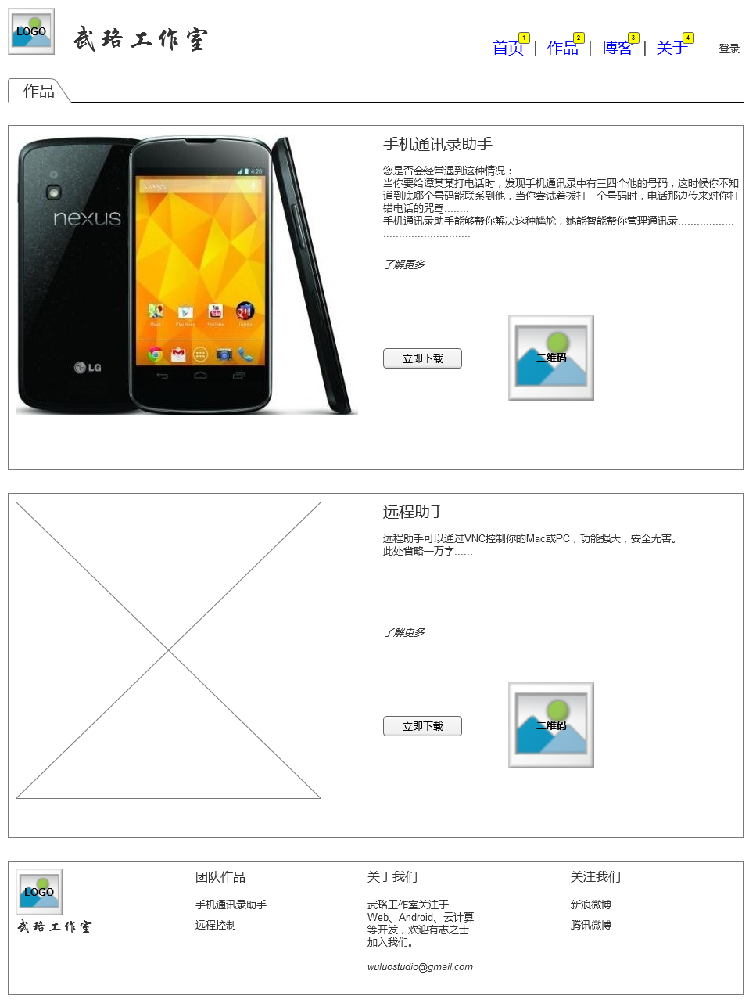 LOGO
武珞工作室
首页 1 | 作品 2 | 博客 3 | 关于 4
登录
作品
nexus
LG
4:20
Google
Play Store
YouTube
手机通讯录助手
您是否会经常遇到这种情况：
当你要给谭某某打电话时，发现手机通讯录中有三四个他的号码，这时候你不知
道到底哪个号码能联系到他，当你尝试着拨打一个号码时，电话那边传来对你打
错电话的咒骂........
手机通讯录助手能够帮你解决这种尴尬，她能智能帮你管理通讯录..................
............................
了解更多
立即下载
二维码
远程助手
远程助手可以通过VNC控制你的Mac或PC，功能强大，安全无害。
此处省略一万字......
了解更多
立即下载
二维码
LOGO
武珞工作室
团队作品
手机通讯录助手
远程控制
关于我们
武珞工作室关注于
Web、Android、云计算
等开发，欢迎有志之士
加入我们。
wuluostudio@gmail.com
关注我们
新浪微博
腾讯微博